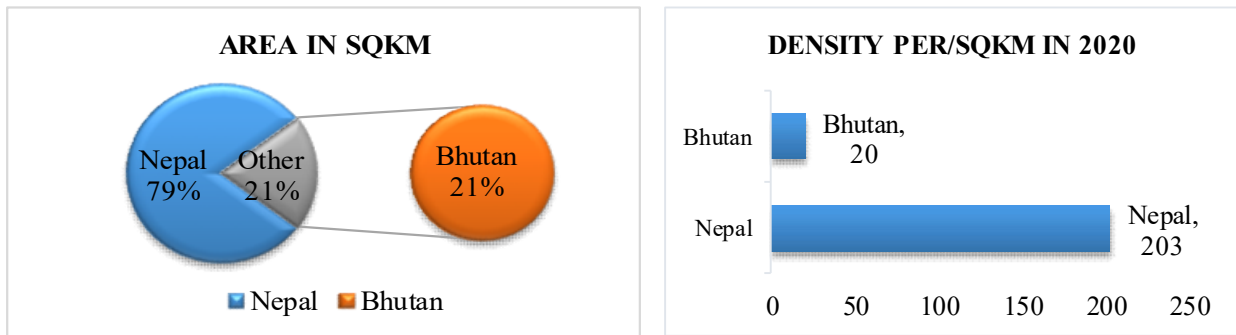 AREA IN SQKM
Nepal
79%
Other
21%
Bhutan
21%
Nepal
Bhutan
DENSITY PER/SQKM IN 2020
Bhutan
Bhutan,
20
Nepal
Nepal,
203
0 50 100 150 200 250